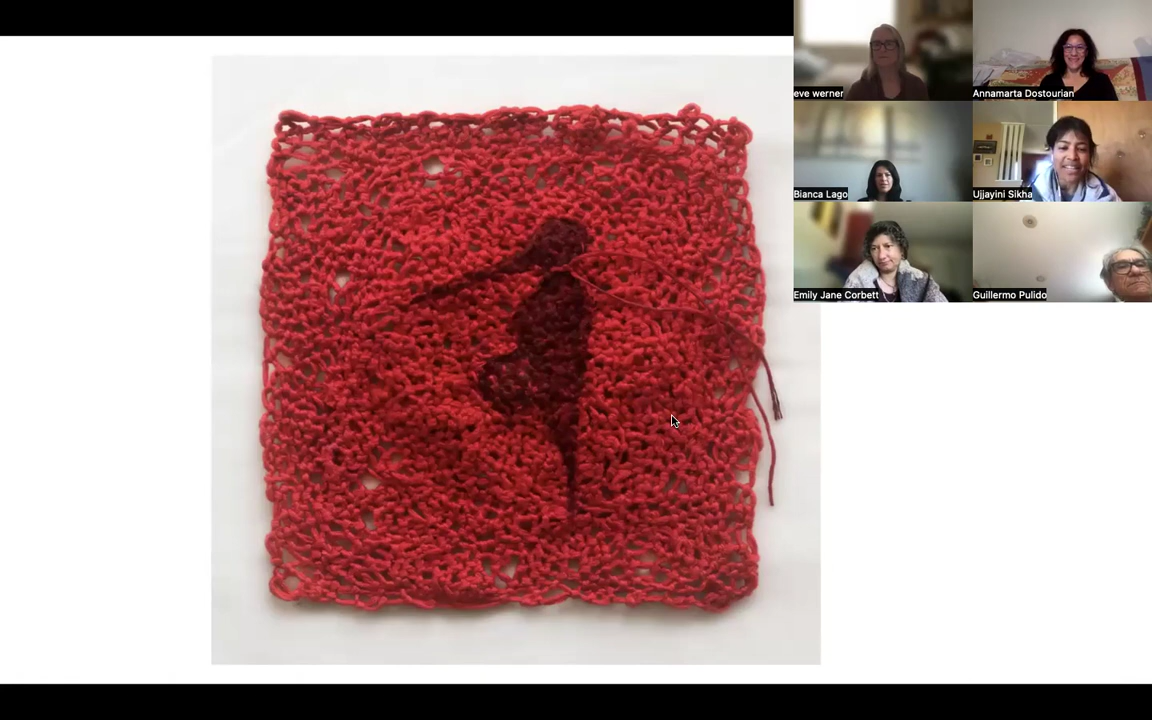 eve werner
Annamarta Dostourian
Bianca Lago
Ujjayini Sikha
Emily Jane Corbett
Guillermo Pulido